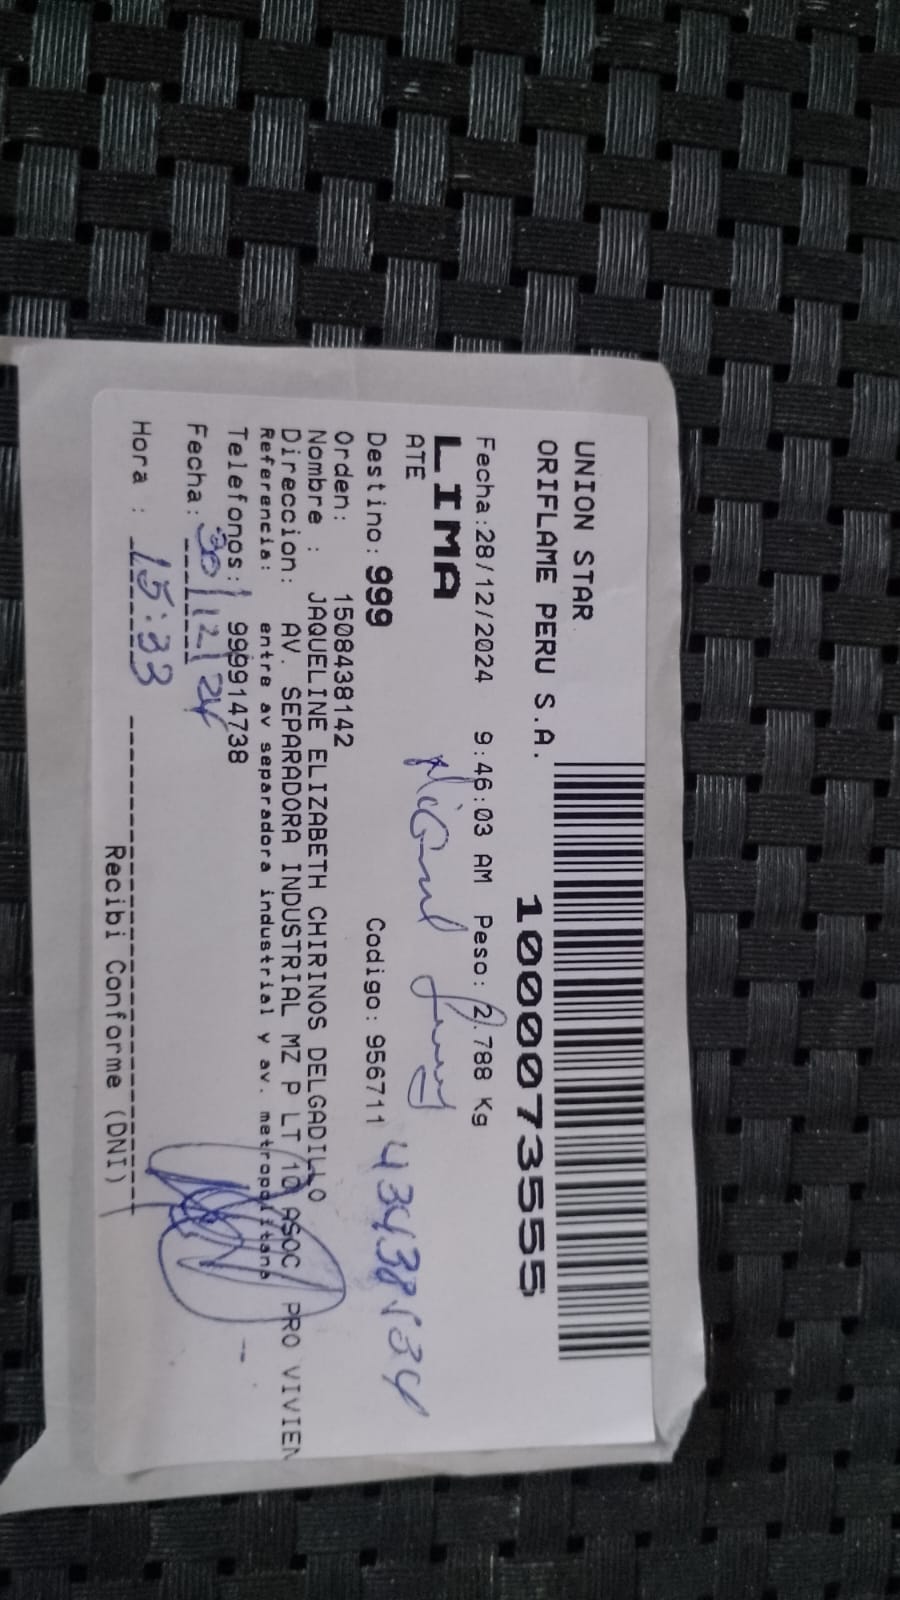 UNION STAR
ORIFLAME PERU S.A.
10000073555
Fecha:28/12/2024 9:46:03 AM Peso: 2.788 Kg
LIMA
ATE
Destino: 999 Codigo: 956711
Orden: 1508438142
Nombre : JAQUELINE ELIZABETH CHIRINOS DELGADILLO
Direccion: AV. SEPARADORA INDUSTRIAL MZ P LT 10 ASOC PRO VIVIEN
Referencia: entre av separadora industrial y av. metropolitana
Telefonos: 999914738
Fecha: 30/12/24
Hora : 15:33
Recibi Conforme (DNI)